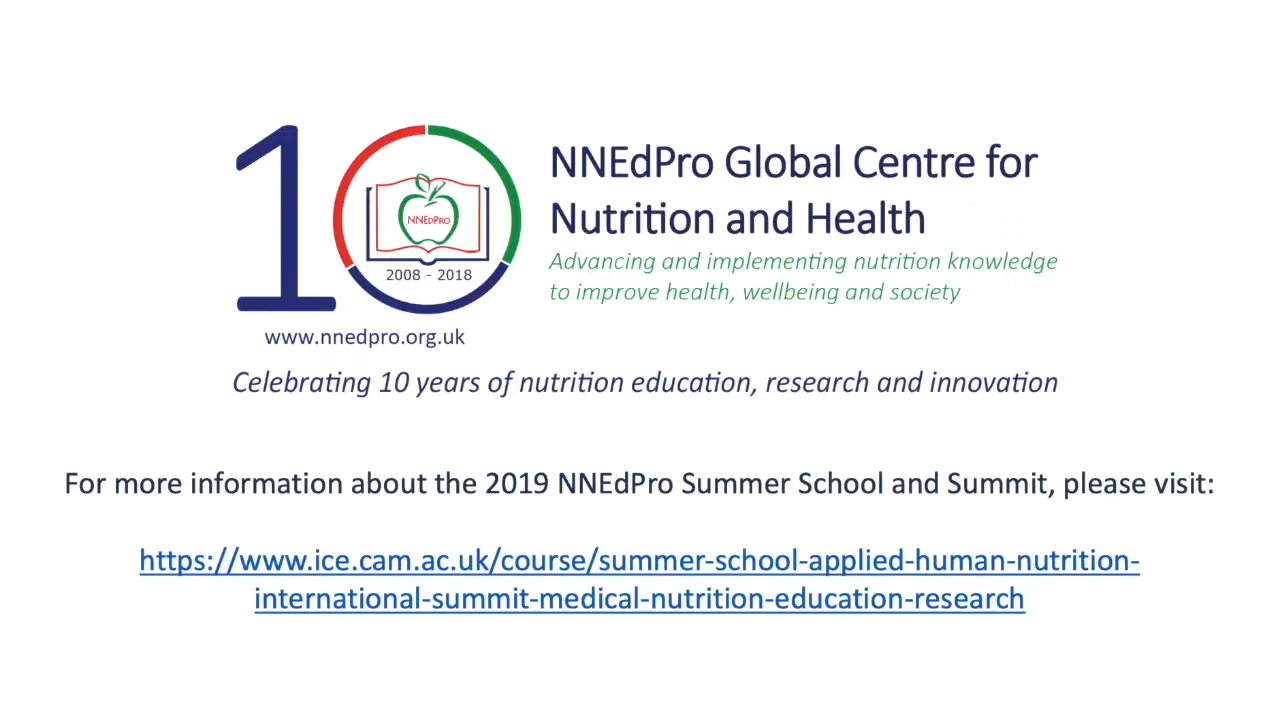 10
NNEdPro
2008 - 2018
www.nnedpro.org.uk
NNEdPro Global Centre for
Nutrition and Health
Advancing and implementing nutrition knowledge
to improve health, wellbeing and society
Celebrating 10 years of nutrition education, research and innovation
For more information about the 2019 NNEdPro Summer School and Summit, please visit:
https://www.ice.cam.ac.uk/course/summer-school-applied-human-nutrition-
international-summit-medical-nutrition-education-research